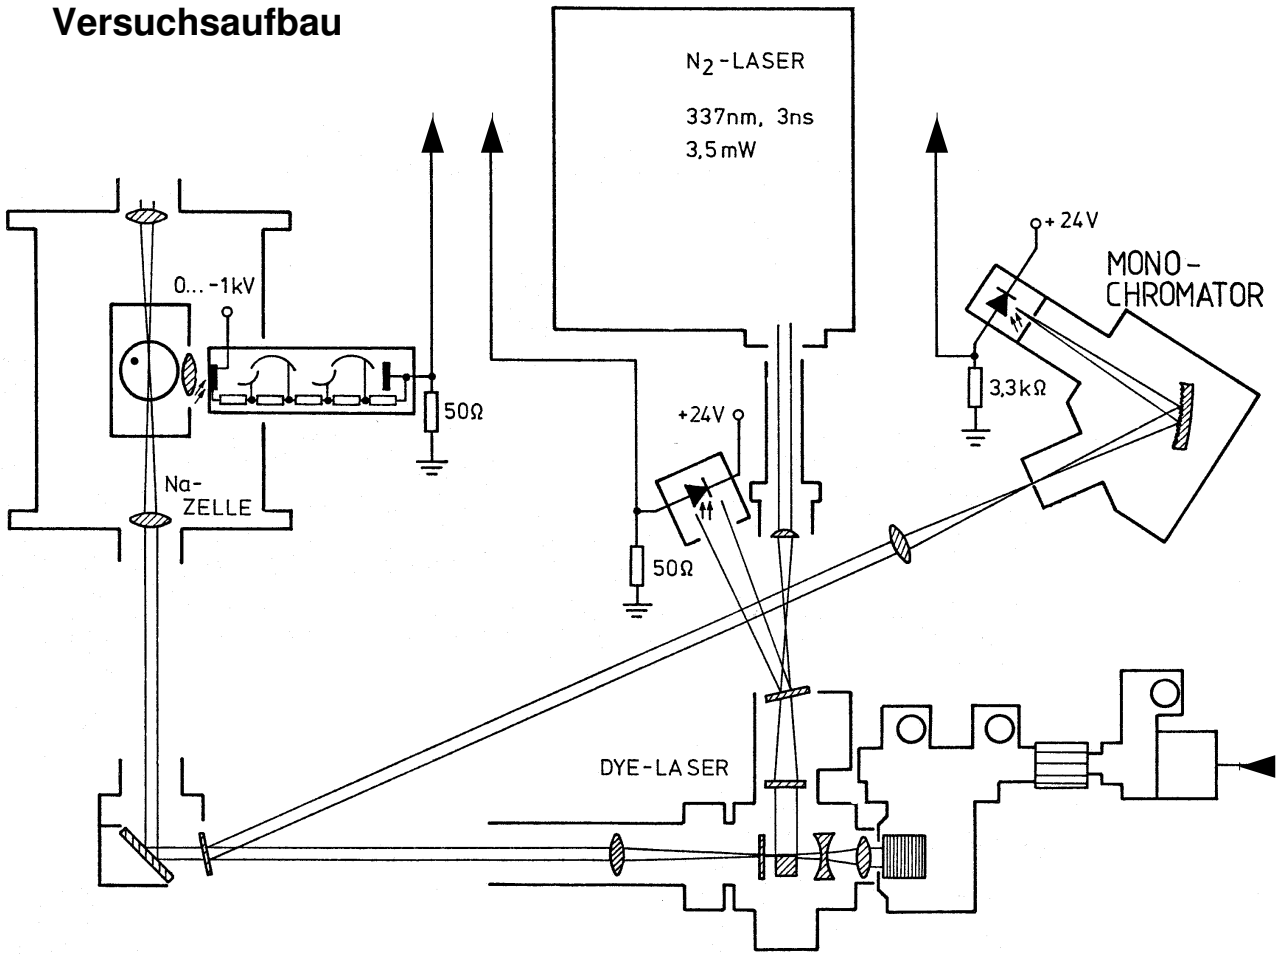 Versuchsaufbau
N2-LASER
337nm, 3ns
3,5mW
+24V
MONO-
CHROMATOR
0...-1kV
3,3kΩ
50Ω
+24V
Na-
ZELLE
50Ω
DYE-LASER